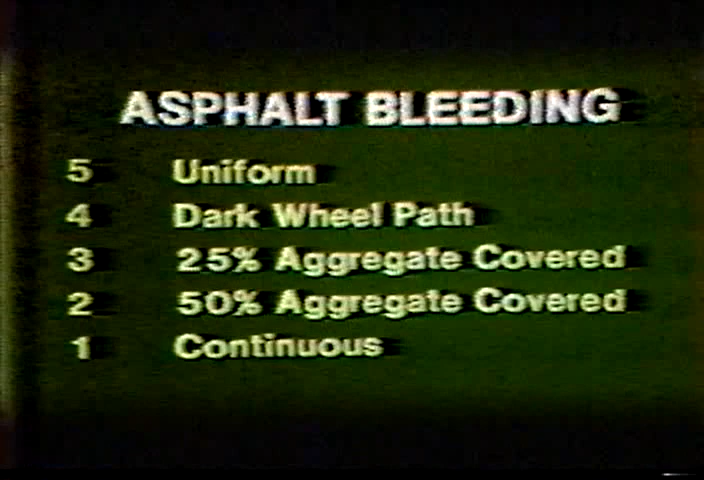 ASPHALT BLEEDING
5 Uniform
4 Dark Wheel Path
3 25% Aggregate Covered
2 50% Aggregate Covered
1 Continuous